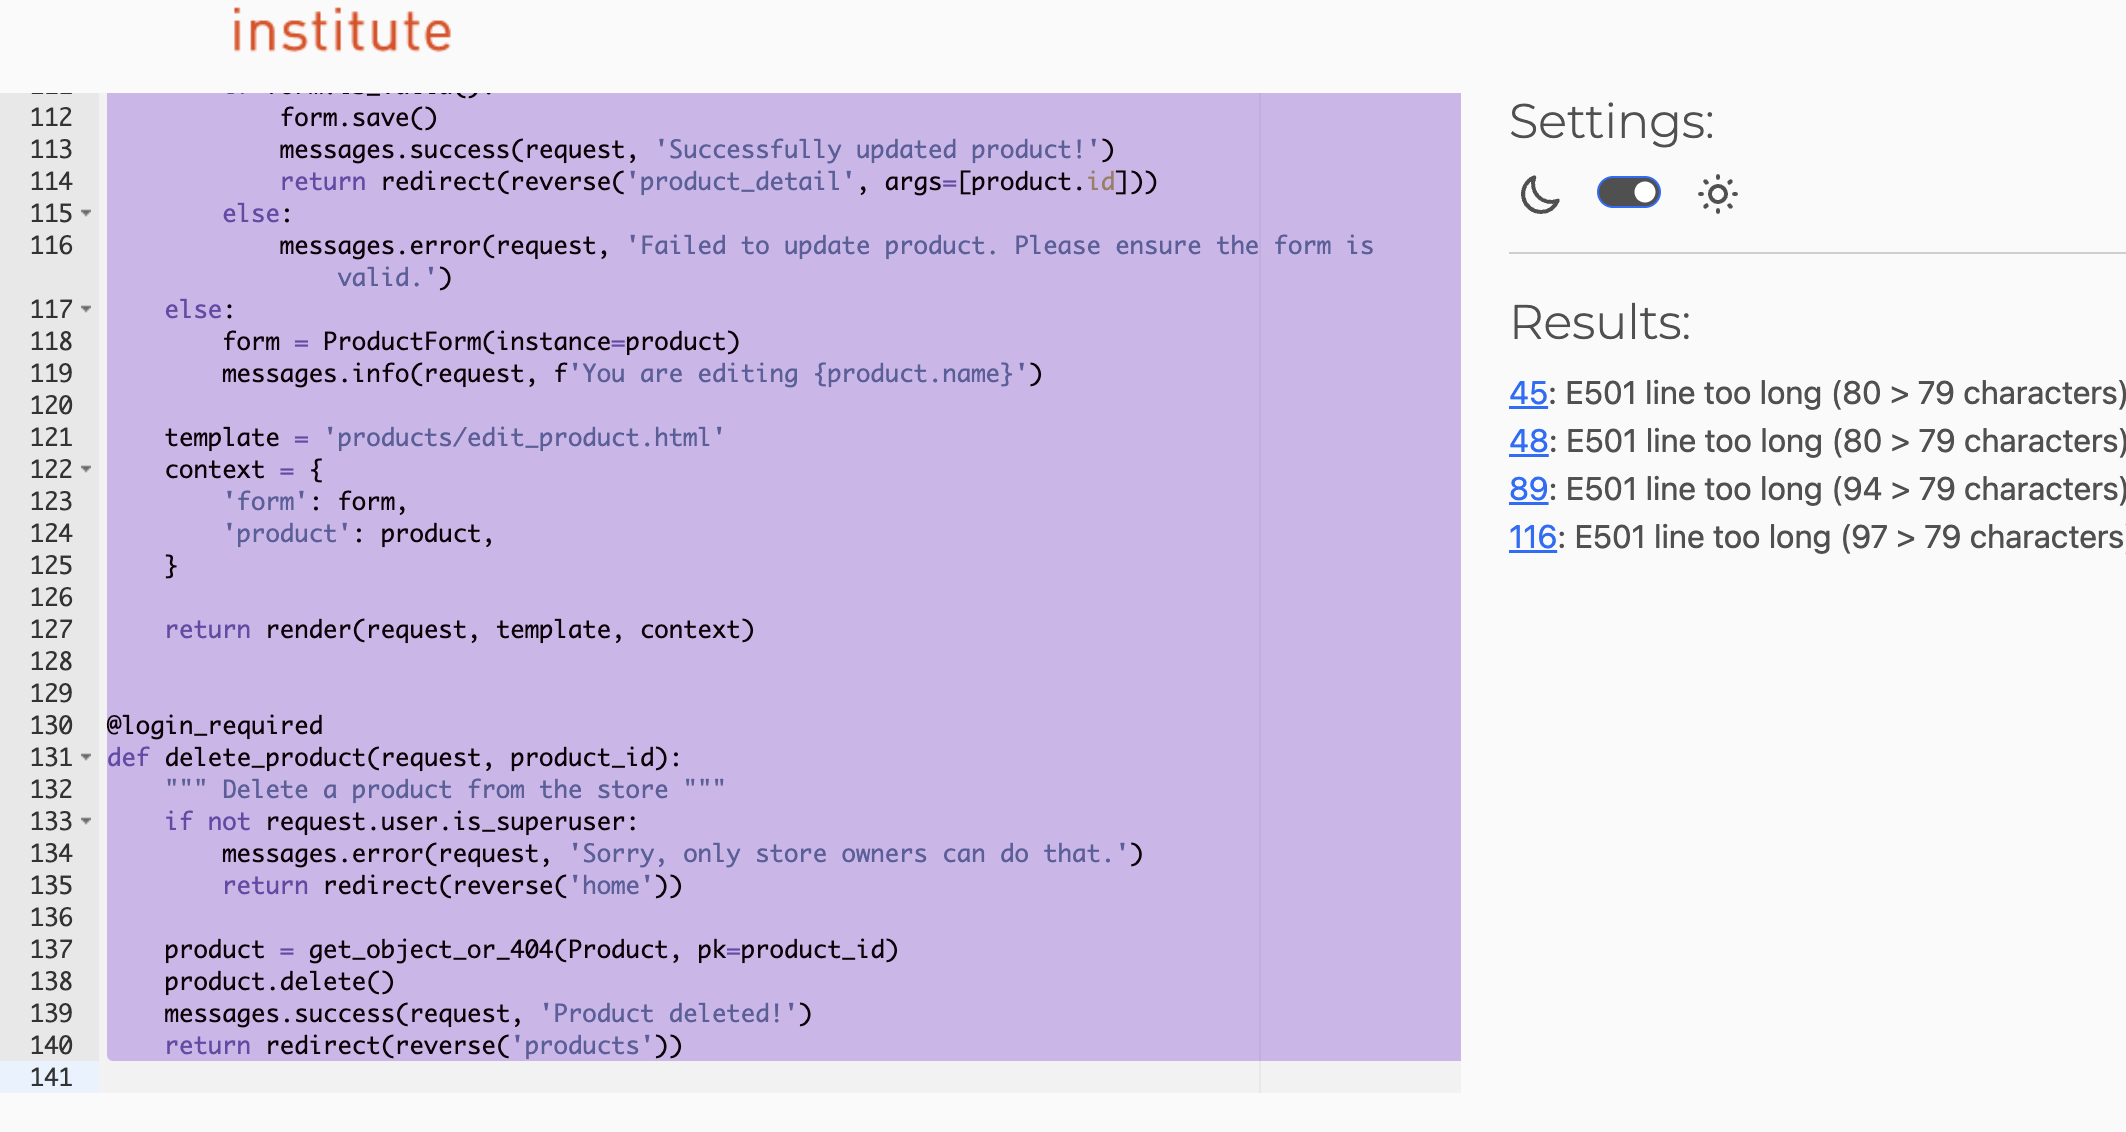 institute
112 form.save()
113 messages.success(request, 'Successfully updated product!')
114 return redirect(reverse('product_detail', args=[product.id]))
115 else:
116 messages.error(request, 'Failed to update product. Please ensure the form is
valid.')
117 else:
118 form = ProductForm(instance=product)
119 messages.info(request, f'You are editing {product.name}')
120
121 template = 'products/edit_product.html'
122 context = {
123 'form': form,
124 'product': product,
125 }
126
127 return render(request, template, context)
128
129
130 @login_required
131 def delete_product(request, product_id):
132 """ Delete a product from the store """
133 if not request.user.is_superuser:
134 messages.error(request, 'Sorry, only store owners can do that.')
135 return redirect(reverse('home'))
136
137 product = get_object_or_404(Product, pk=product_id)
138 product.delete()
139 messages.success(request, 'Product deleted!')
140 return redirect(reverse('products'))
141
Settings:
Results:
45: E501 line too long (80 > 79 characters)
48: E501 line too long (80 > 79 characters)
89: E501 line too long (94 > 79 characters)
116: E501 line too long (97 > 79 characters